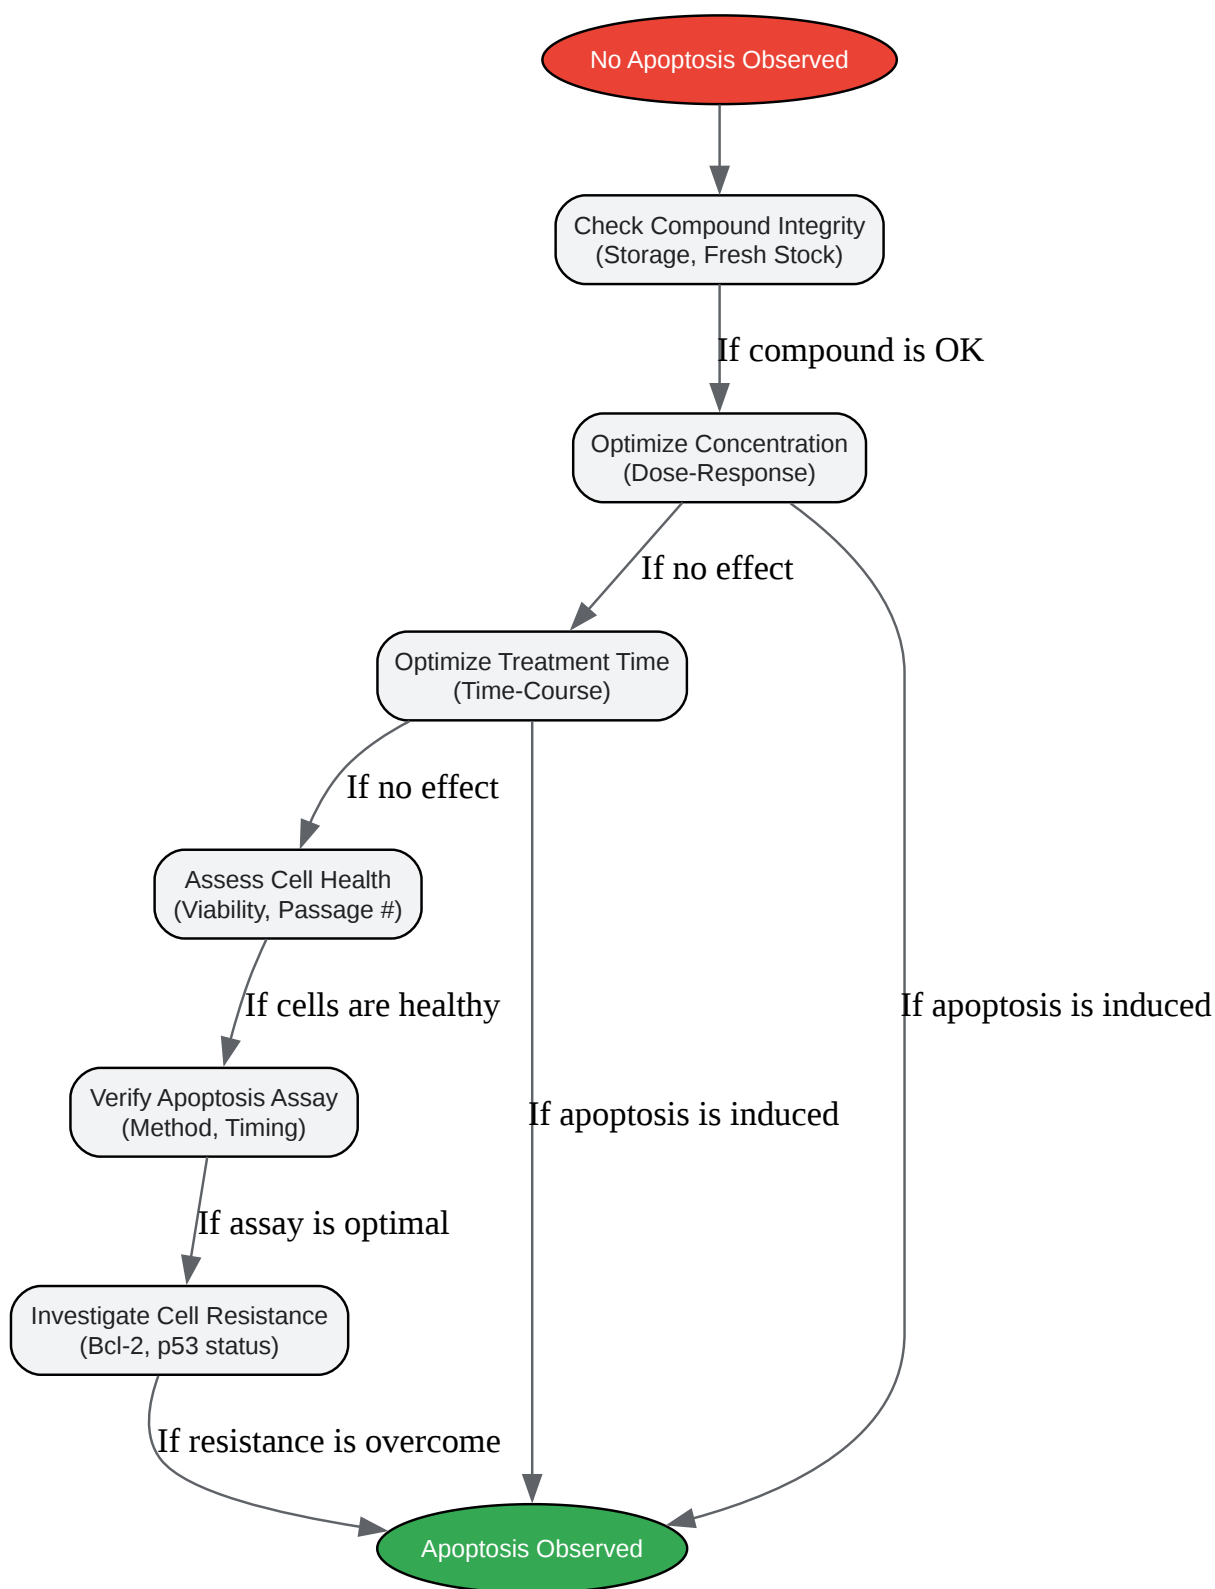 No Apoptosis Observed
Check Compound Integrity
(Storage, Fresh Stock)
If compound is OK
Optimize Concentration
(Dose-Response)
If no effect
Optimize Treatment Time
(Time-Course)
If no effect
Assess Cell Health
(Viability, Passage #)
If cells are healthy
If apoptosis is induced
Verify Apoptosis Assay
(Method, Timing)
If apoptosis is induced
If assay is optimal
Investigate Cell Resistance
(Bcl-2, p53 status)
If resistance is overcome
Apoptosis Observed